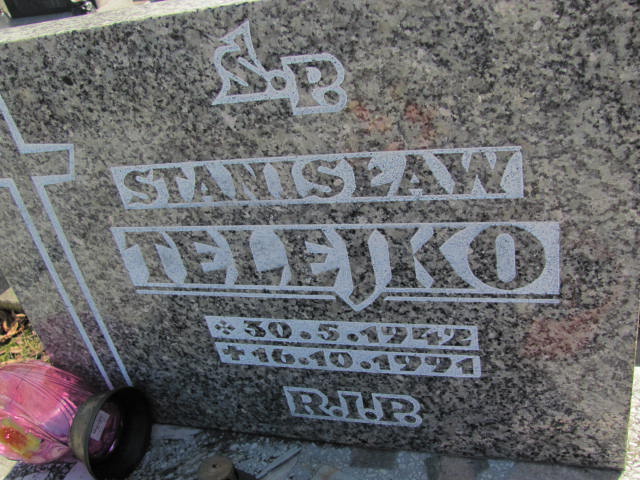 Ś.P.
STANISŁAW
TELEJKO
* 30.5.1942
+ 16.10.1991
R.I.P.